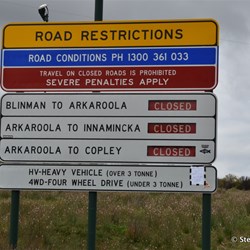 ROAD RESTRICTIONS
ROAD CONDITIONS PH 1300 361 033
TRAVEL ON CLOSED ROADS IS PROHIBITED
SEVERE PENALTIES APPLY
BLINMAN TO ARKAROOLA CLOSED
ARKAROOLA TO INNAMINCKA CLOSED
ARKAROOLA TO COPLEY CLOSED
HV-HEAVY VEHICLE (OVER 3 TONNE)
4WD-FOUR WHEEL DRIVE (UNDER 3 TONNE)
© Ste